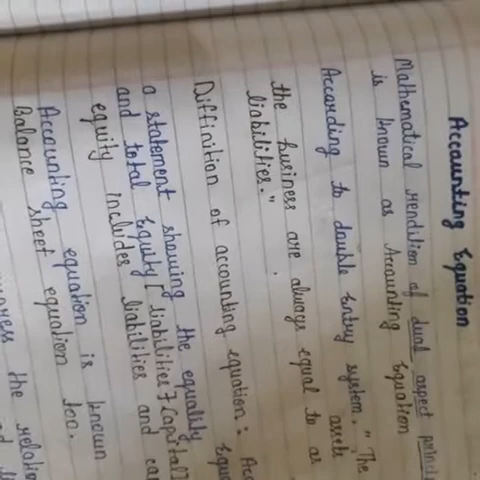 Accounting Equation
Mathematical rendition of dual aspect
is known as Accounting Equation
According to double Entry system. "The
the business are always equal to
liabilities."
Diffinition of accounting equation:
a statement showing the equality
and total Equity [liabilities + Capital]
equity includes liabilities and
Accounting equation is known
Balance sheet equation too.
the